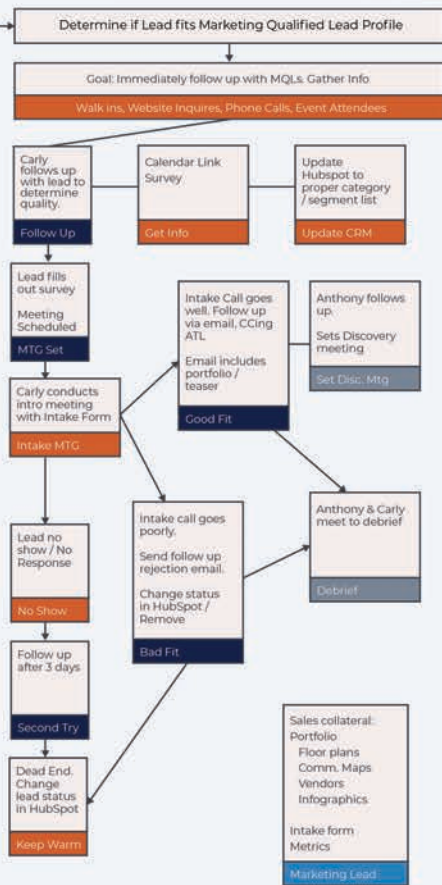 Determine if Lead fits Marketing Qualified Lead Profile
Goal: Immediately follow up with MQLs. Gather Info
Walk ins, Website Inquires, Phone Calls, Event Attendees
Carly
follows up
with lead to
determine
quality.
Follow Up
Calendar Link
Survey
Get Info
Update
Hubspot to
proper category
/ segment list
Update CRM
Lead fills
out survey
Meeting
Scheduled
MTG Set
Intake Call goes
well. Follow up
via email, CCing
ATL
Email includes
portfolio /
teaser
Good Fit
Anthony follows
up.
Sets Discovery
meeting
Set Disc. Mtg
Carly conducts
intro meeting
with Intake Form
Intake MTG
Intake call goes
poorly.
Send follow up
rejection email.
Change status
in HubSpot /
Remove
Bad Fit
Anthony & Carly
meet to debrief
Debrief
Lead no
show / No
Response
No Show
Follow up
after 3 days
Second Try
Dead End.
Change
lead status
in HubSpot
Keep Warm
Sales collateral:
Portfolio
Floor plans
Comm. Maps
Vendors
Infographics
Intake form
Metrics
Marketing Lead